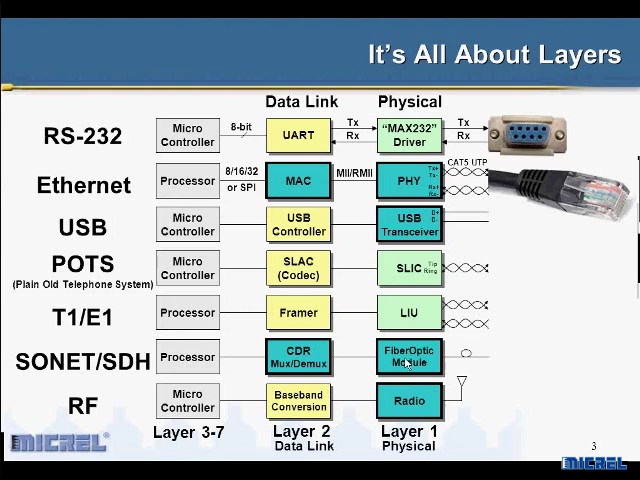 It's All About Layers
Data Link
Physical
RS-232
Micro
Controller
8-bit
UART
Tx
Rx
"MAX232"
Driver
Tx
Rx
Ethernet
Processor
8/16/32
or SPI
MAC
MII/RMII
PHY
Tx+
Tx-
Rx+
Rx-
CAT5 UTP
USB
Micro
Controller
USB
Controller
USB
Transceiver
D+
D-
POTS
(Plain Old Telephone System)
Micro
Controller
SLAC
(Codec)
SLIC
Tip
Ring
T1/E1
Processor
Framer
LIU
SONET/SDH
Processor
CDR
Mux/Demux
FiberOptic
Module
RF
Micro
Controller
Baseband
Conversion
Radio
Layer 3-7
Layer 2
Data Link
Layer 1
Physical
MICREL
3
MICREL